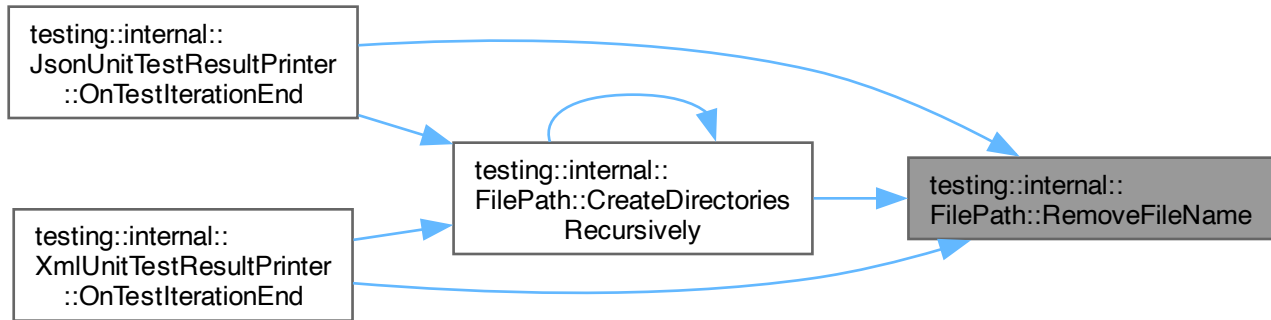 testing::internal::
JsonUnitTestResultPrinter
::OnTestIterationEnd
testing::internal::
FilePath::CreateDirectories
Recursively
testing::internal::
FilePath::RemoveFileName
testing::internal::
XmlUnitTestResultPrinter
::OnTestIterationEnd